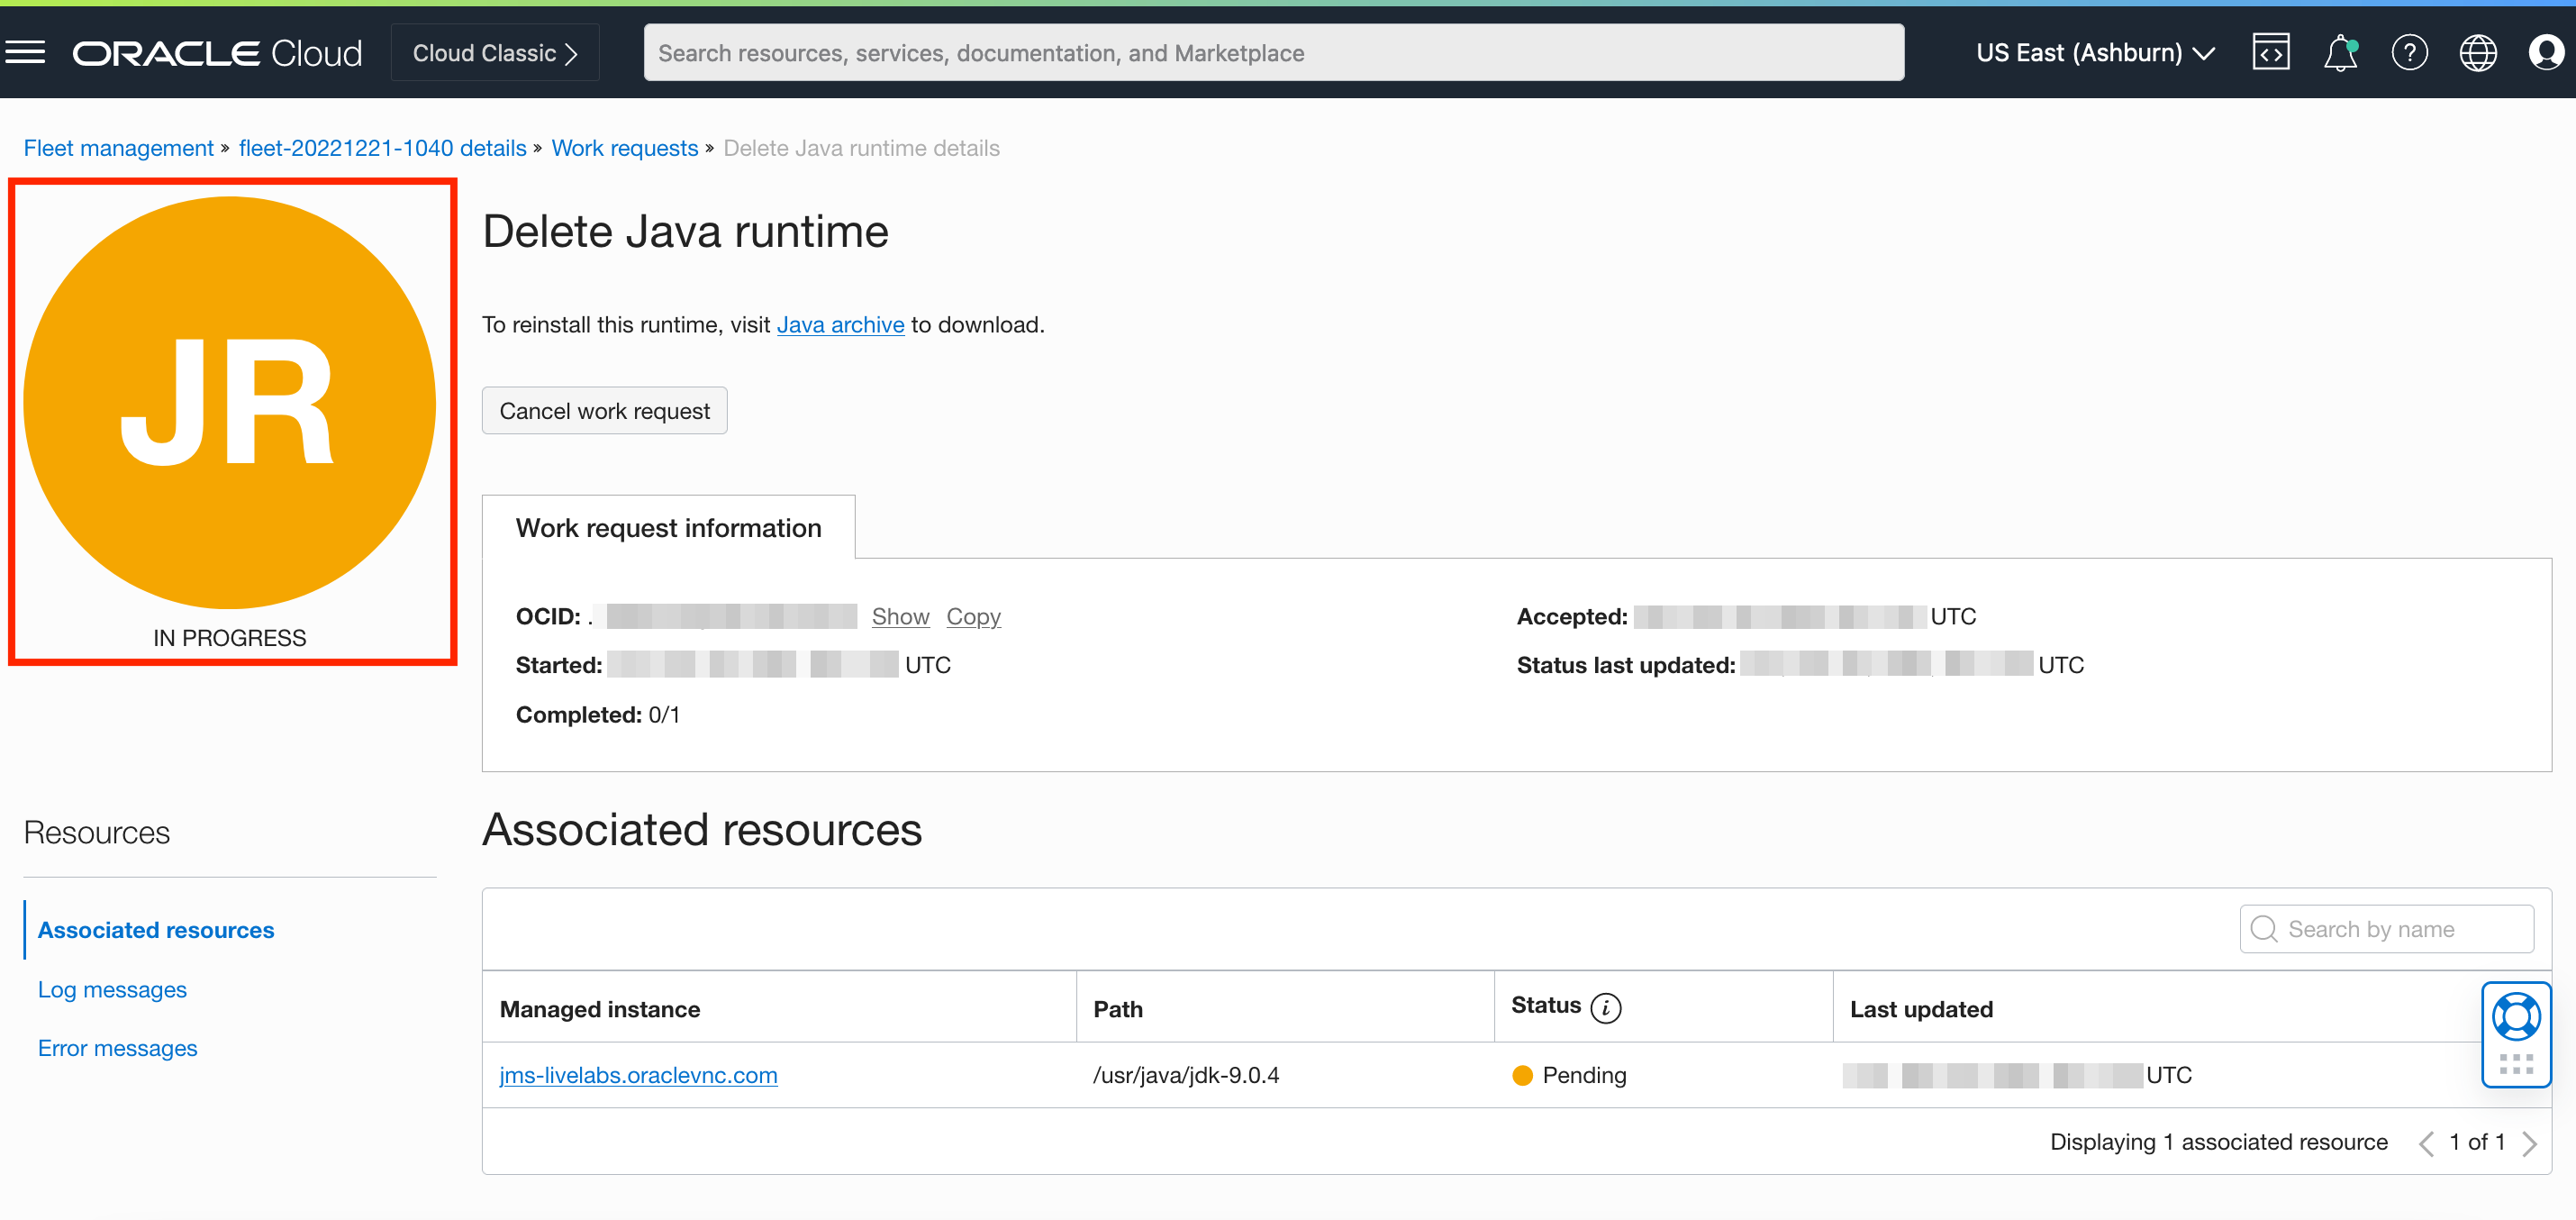 ORACLE Cloud Cloud Classic > Search resources, services, documentation, and Marketplace US East (Ashburn)
Fleet management » fleet-20221221-1040 details » Work requests » Delete Java runtime details
JR
IN PROGRESS
Delete Java runtime
To reinstall this runtime, visit Java archive to download.
Cancel work request
Work request information
OCID: . Show Copy
Started: UTC
Completed: 0/1
Accepted: UTC
Status last updated: UTC
Resources
Associated resources
Log messages
Error messages
Associated resources
Search by name
Managed instance Path Status i Last updated
jms-livelabs.oraclevnc.com /usr/java/jdk-9.0.4 Pending UTC
Displaying 1 associated resource < 1 of 1 >